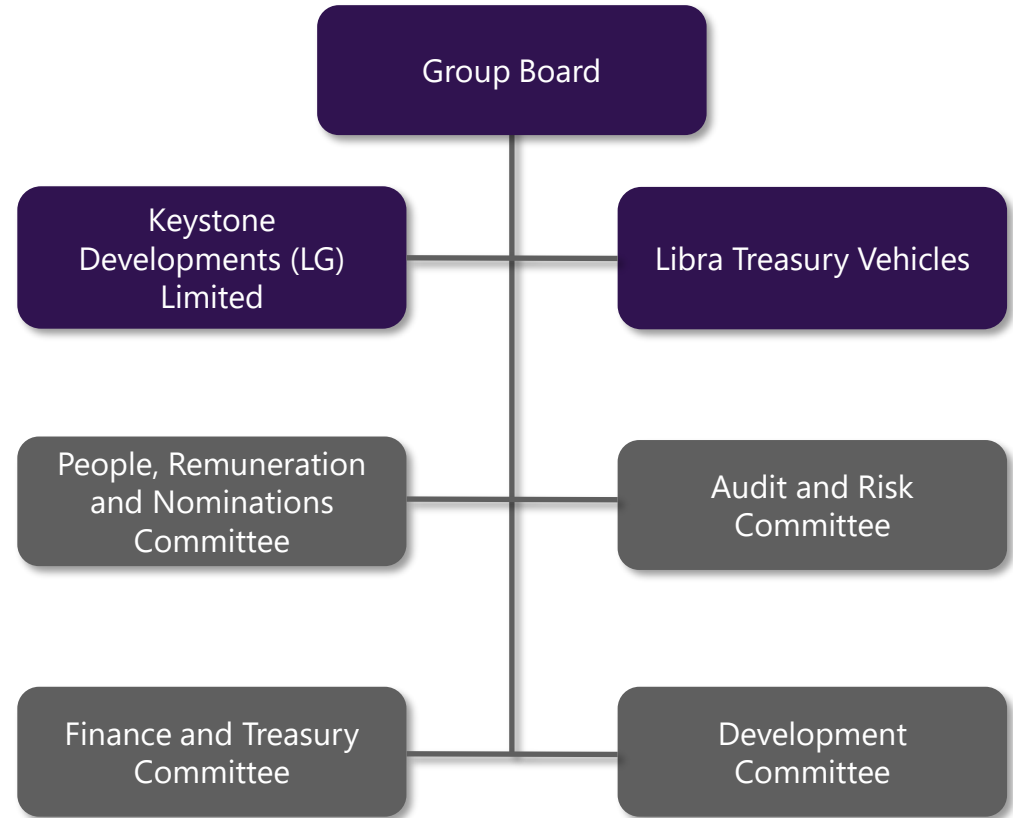 Group Board
Keystone
Developments (LG)
Limited
Libra Treasury Vehicles
People, Remuneration
and Nominations
Committee
Audit and Risk
Committee
Finance and Treasury
Committee
Development
Committee